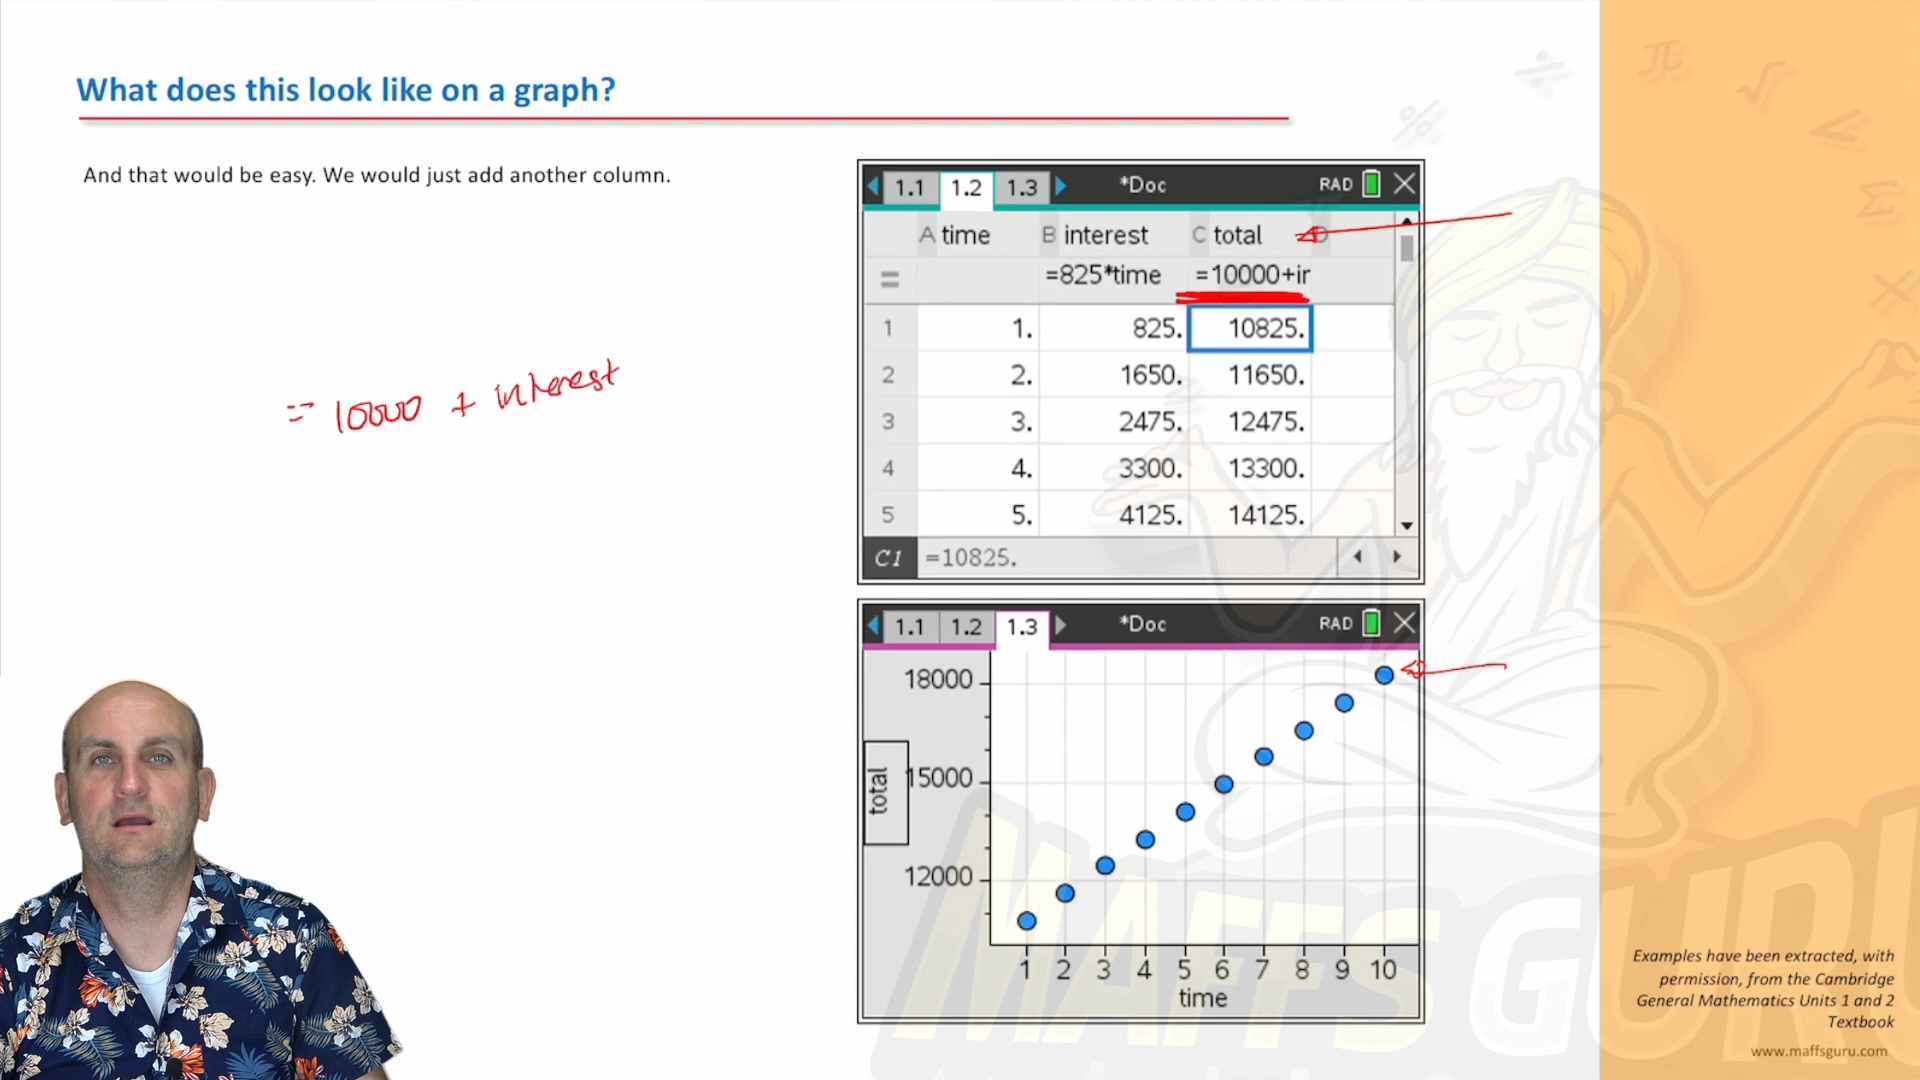 What does this look like on a graph?
And that would be easy. We would just add another column.
= 10000 + interest
1.1 1.2 1.3 *Doc RAD
A time B interest C total D
= =825*time =10000+ir
1 1. 825. 10825.
2 2. 1650. 11650.
3 3. 2475. 12475.
4 4. 3300. 13300.
5 5. 4125. 14125.
C1 =10825.
1.1 1.2 1.3 *Doc RAD
18000
15000
12000
total
1 2 3 4 5 6 7 8 9 10
time
MAFFS GURU
Examples have been extracted, with
permission, from the Cambridge
General Mathematics Units 1 and 2
Textbook
www.maffsguru.com